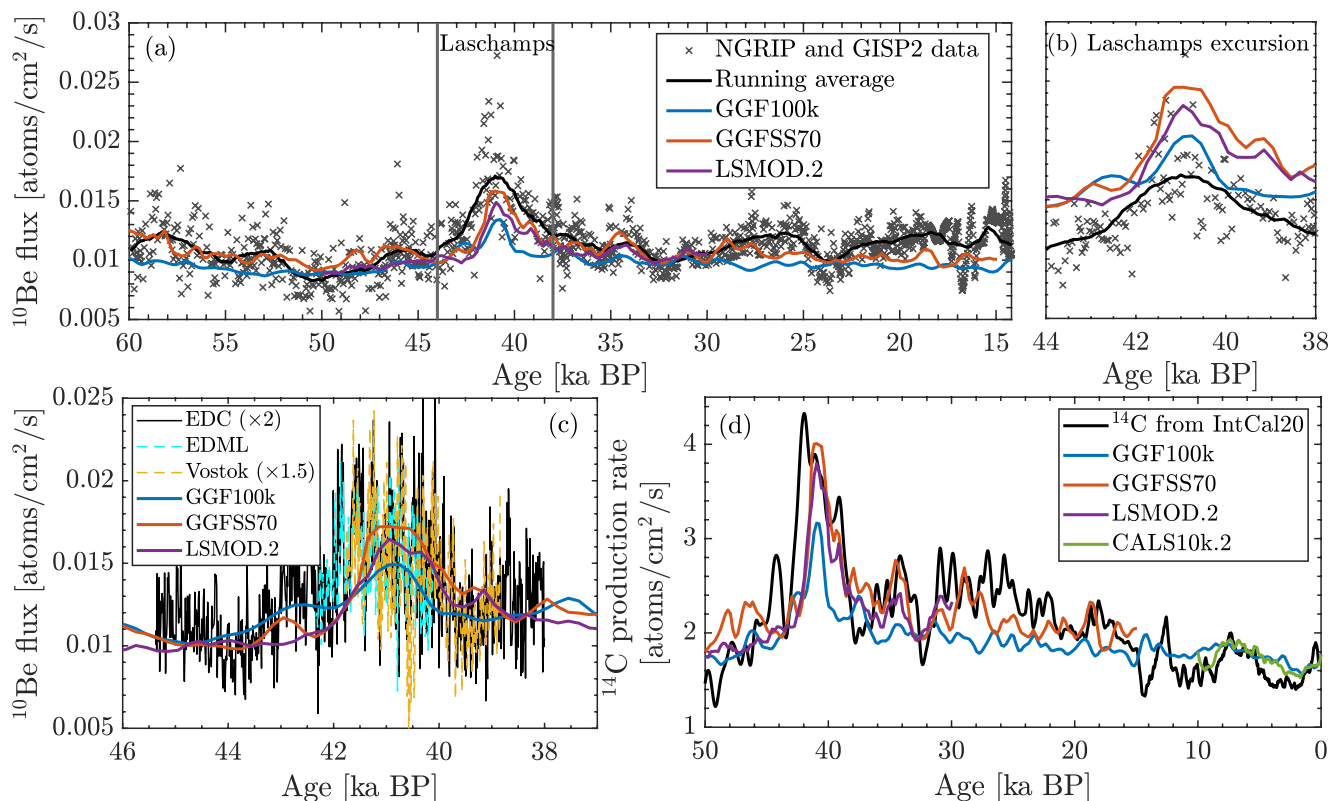 0.03
0.025
0.02
0.015
0.01
0.005
¹⁰Be flux [atoms/cm²/s]
(a)
Laschamps
NGRIP and GISP2 data
Running average
GGF100k
GGFSS70
LSMOD.2
60 55 50 45 40 35 30 25 20 15
Age [ka BP]
(b) Laschamps excursion
44 42 40 38
Age [ka BP]
0.025
0.02
0.015
0.01
0.005
¹⁰Be flux [atoms/cm²/s]
EDC (×2)
EDML
Vostok (×1.5)
GGF100k
GGFSS70
LSMOD.2
(c)
46 44 42 40 38
Age [ka BP]
4
3
2
1
¹⁴C production rate
[atoms/cm²/s]
(d)
¹⁴C from IntCal20
GGF100k
GGFSS70
LSMOD.2
CALS10k.2
50 40 30 20 10 0
Age [ka BP]